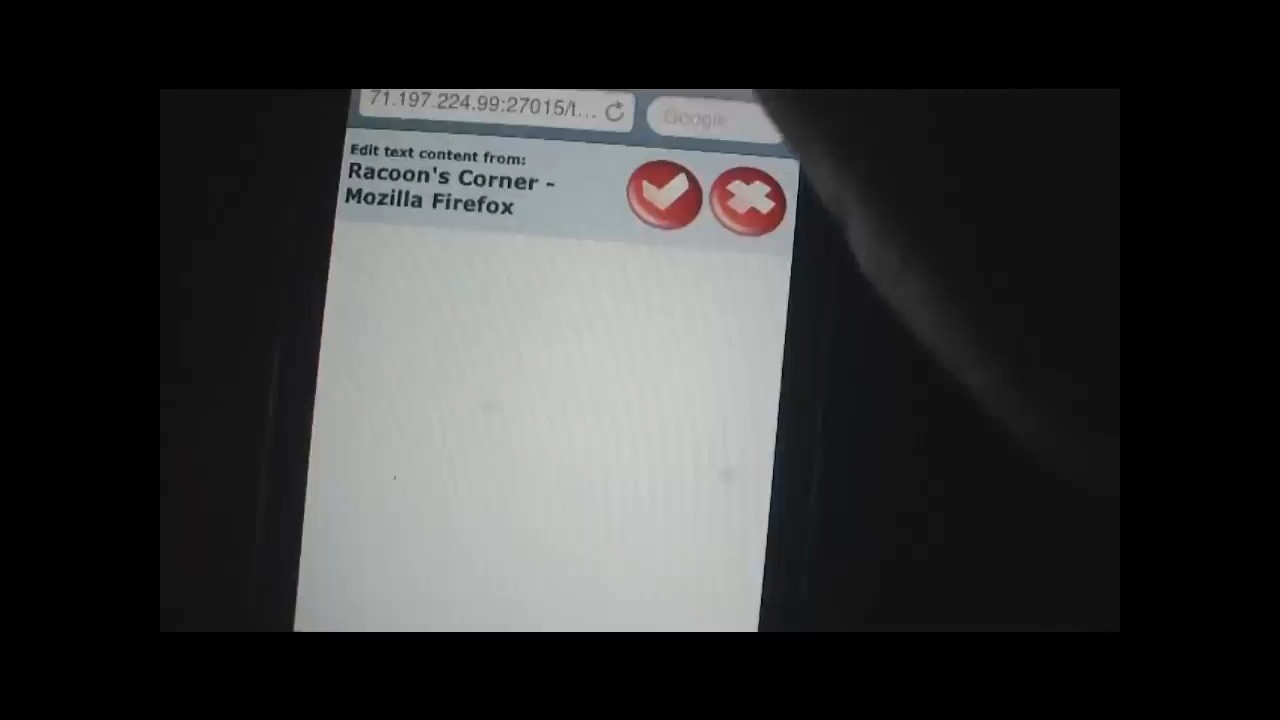 71.197.224.99:27015/t...
Google
Edit text content from:
Racoon's Corner -
Mozilla Firefox